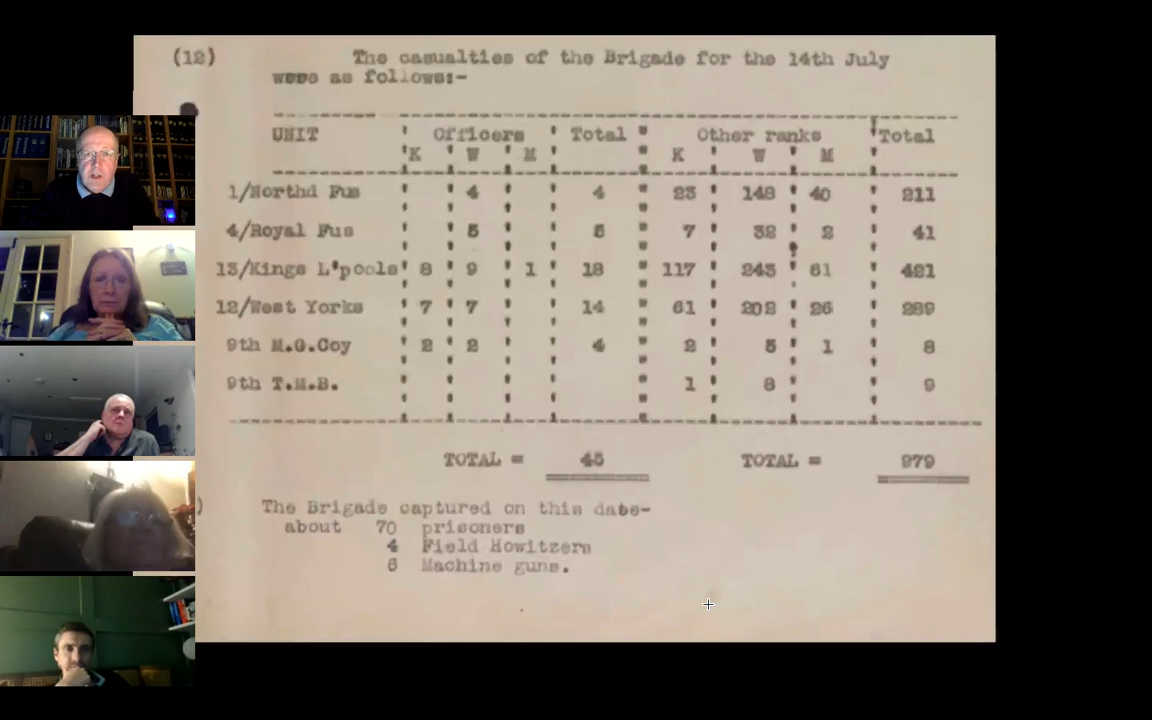 (12) The casualties of the Brigade for the 14th July
were as follows:-
UNIT Officers Total Other ranks Total
K W M K W M
1/Northd Fus 4 4 23 148 40 211
4/Royal Fus 5 5 7 32 2 41
13/Kings L'pools 8 9 1 18 117 243 61 421
12/West Yorks 7 7 14 61 202 26 289
9th M.G.Coy 2 2 4 2 5 1 8
9th T.M.B. 1 8 9
TOTAL = 45 TOTAL = 979
) The Brigade captured on this date-
about 70 prisoners
4 Field Howitzers
6 Machine guns.